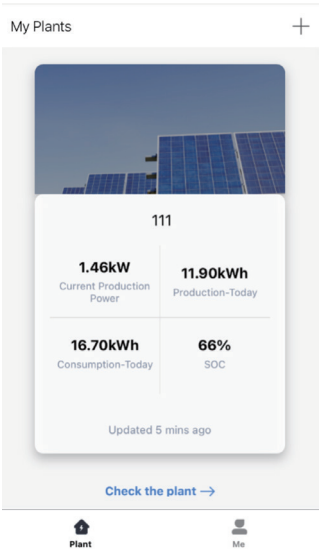 My Plants
111
1.46kW
Current Production
Power
11.90kWh
Production-Today
16.70kWh
Consumption-Today
66%
SOC
Updated 5 mins ago
Check the plant →
Plant
Me